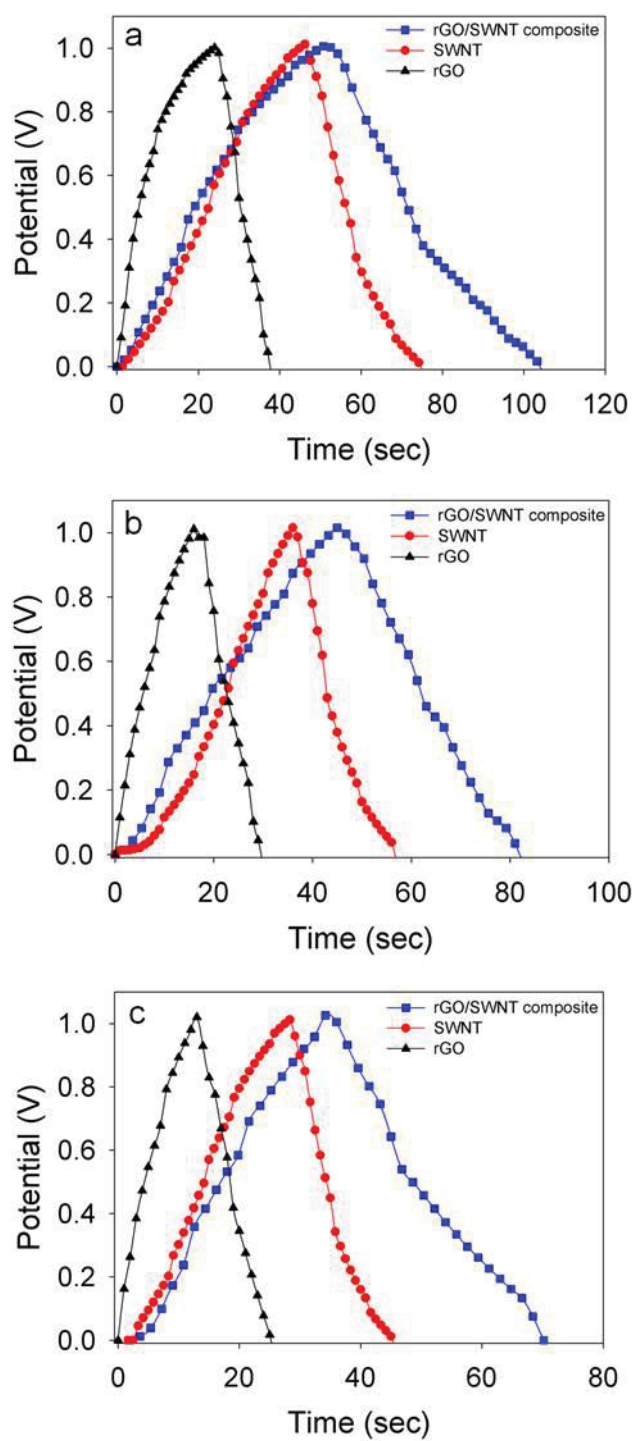 a
rGO/SWNT composite
SWNT
rGO
1.0
0.8
0.6
0.4
0.2
0.0
Potential (V)
0 20 40 60 80 100 120
Time (sec)
b
rGO/SWNT composite
SWNT
rGO
1.0
0.8
0.6
0.4
0.2
0.0
Potential (V)
0 20 40 60 80 100
Time (sec)
c
rGO/SWNT composite
SWNT
rGO
1.0
0.8
0.6
0.4
0.2
0.0
Potential (V)
0 20 40 60 80
Time (sec)